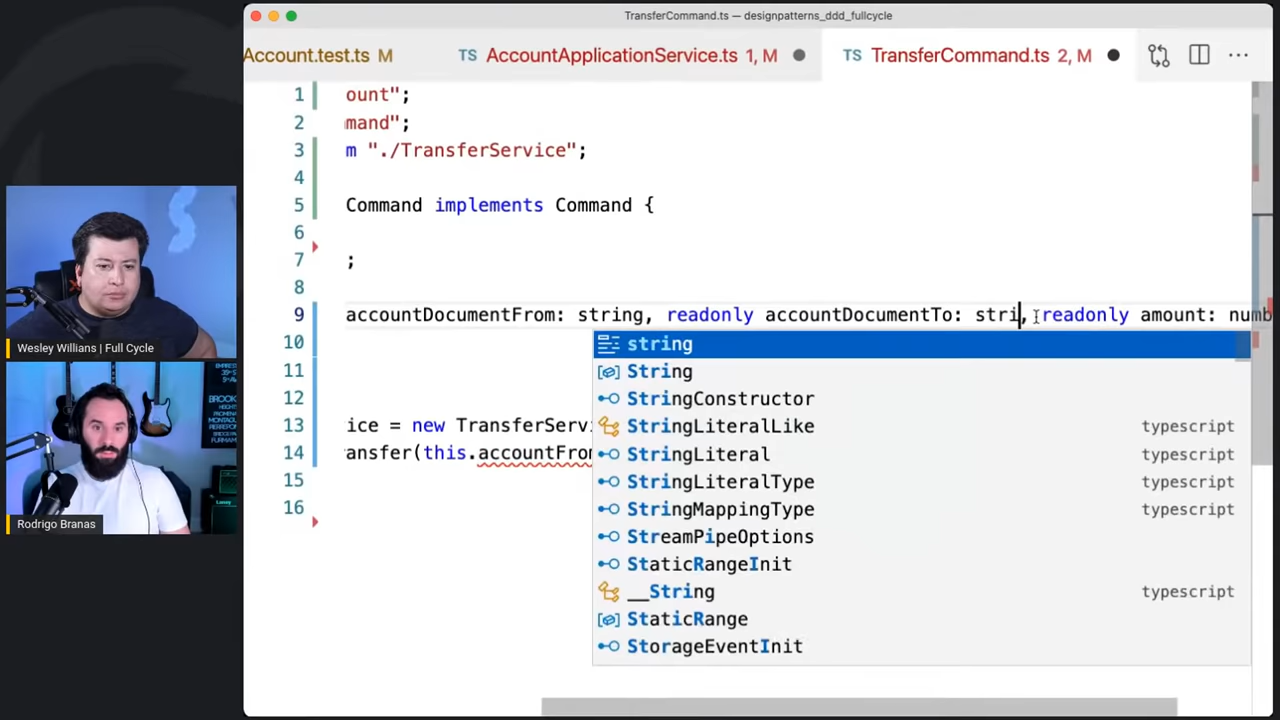 TransferCommand.ts — designpatterns_ddd_fullcycle
Account.test.ts M
TS AccountApplicationService.ts 1, M
TS TransferCommand.ts 2, M
1 ount";
2 mand";
3 m "./TransferService";
4
5 Command implements Command {
6
7 ;
8
9 accountDocumentFrom: string, readonly accountDocumentTo: stri, readonly amount: numb
10
11
12
13 ice = new TransferServi
14 ansfer(this.accountFrom
15
16
string
String
StringConstructor
StringLiteralLike typescript
StringLiteral typescript
StringLiteralType typescript
StringMappingType typescript
StreamPipeOptions
StaticRangeInit
__String typescript
StaticRange
StorageEventInit
Wesley Willians | Full Cycle
Rodrigo Branas